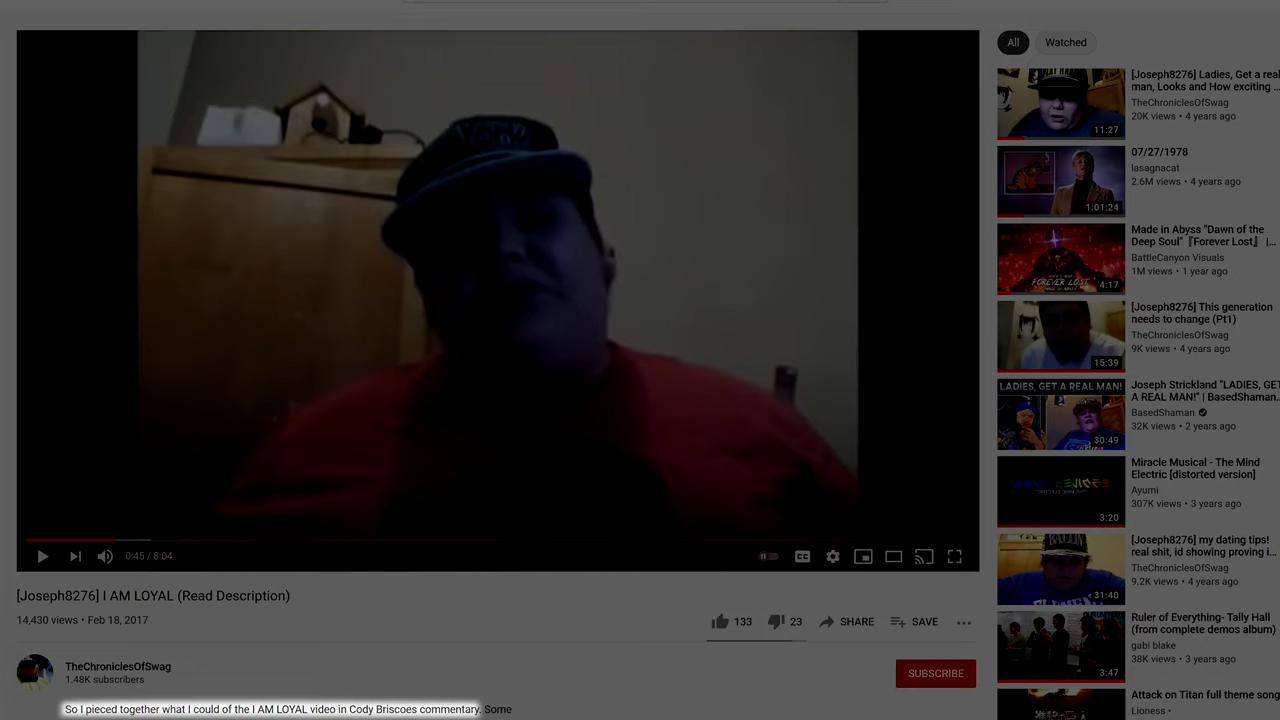 0:45 / 8:04
[Joseph8276] I AM LOYAL (Read Description)
14,430 views • Feb 18, 2017
133
23
SHARE
SAVE
TheChroniclesOfSwag
1.48K subscribers
SUBSCRIBE
So I pieced together what I could of the I AM LOYAL video in Cody Briscoes commentary. Some
All
Watched
11:27
[Joseph8276] Ladies, Get a real
man, Looks and How exciting ...
TheChroniclesOfSwag
20K views • 4 years ago
1:01:24
07/27/1978
lasagnacat
2.6M views • 4 years ago
FOREVER LOST
4:17
Made in Abyss "Dawn of the
Deep Soul"『Forever Lost』 |...
BattleCanyon Visuals
1M views • 1 year ago
15:39
[Joseph8276] This generation
needs to change (Pt1)
TheChroniclesOfSwag
9K views • 4 years ago
LADIES, GET A REAL MAN!
30:49
Joseph Strickland "LADIES, GET
A REAL MAN!" | BasedShaman...
BasedShaman
32K views • 2 years ago
3:20
Miracle Musical - The Mind
Electric [distorted version]
Ayumi
307K views • 3 years ago
BALLIN
31:40
[Joseph8276] my dating tips!
real shit, id showing proving i...
TheChroniclesOfSwag
9.2K views • 4 years ago
3:47
Ruler of Everything- Tally Hall
(from complete demos album)
gabi blake
38K views • 3 years ago
Attack on Titan full theme song
Lioness •